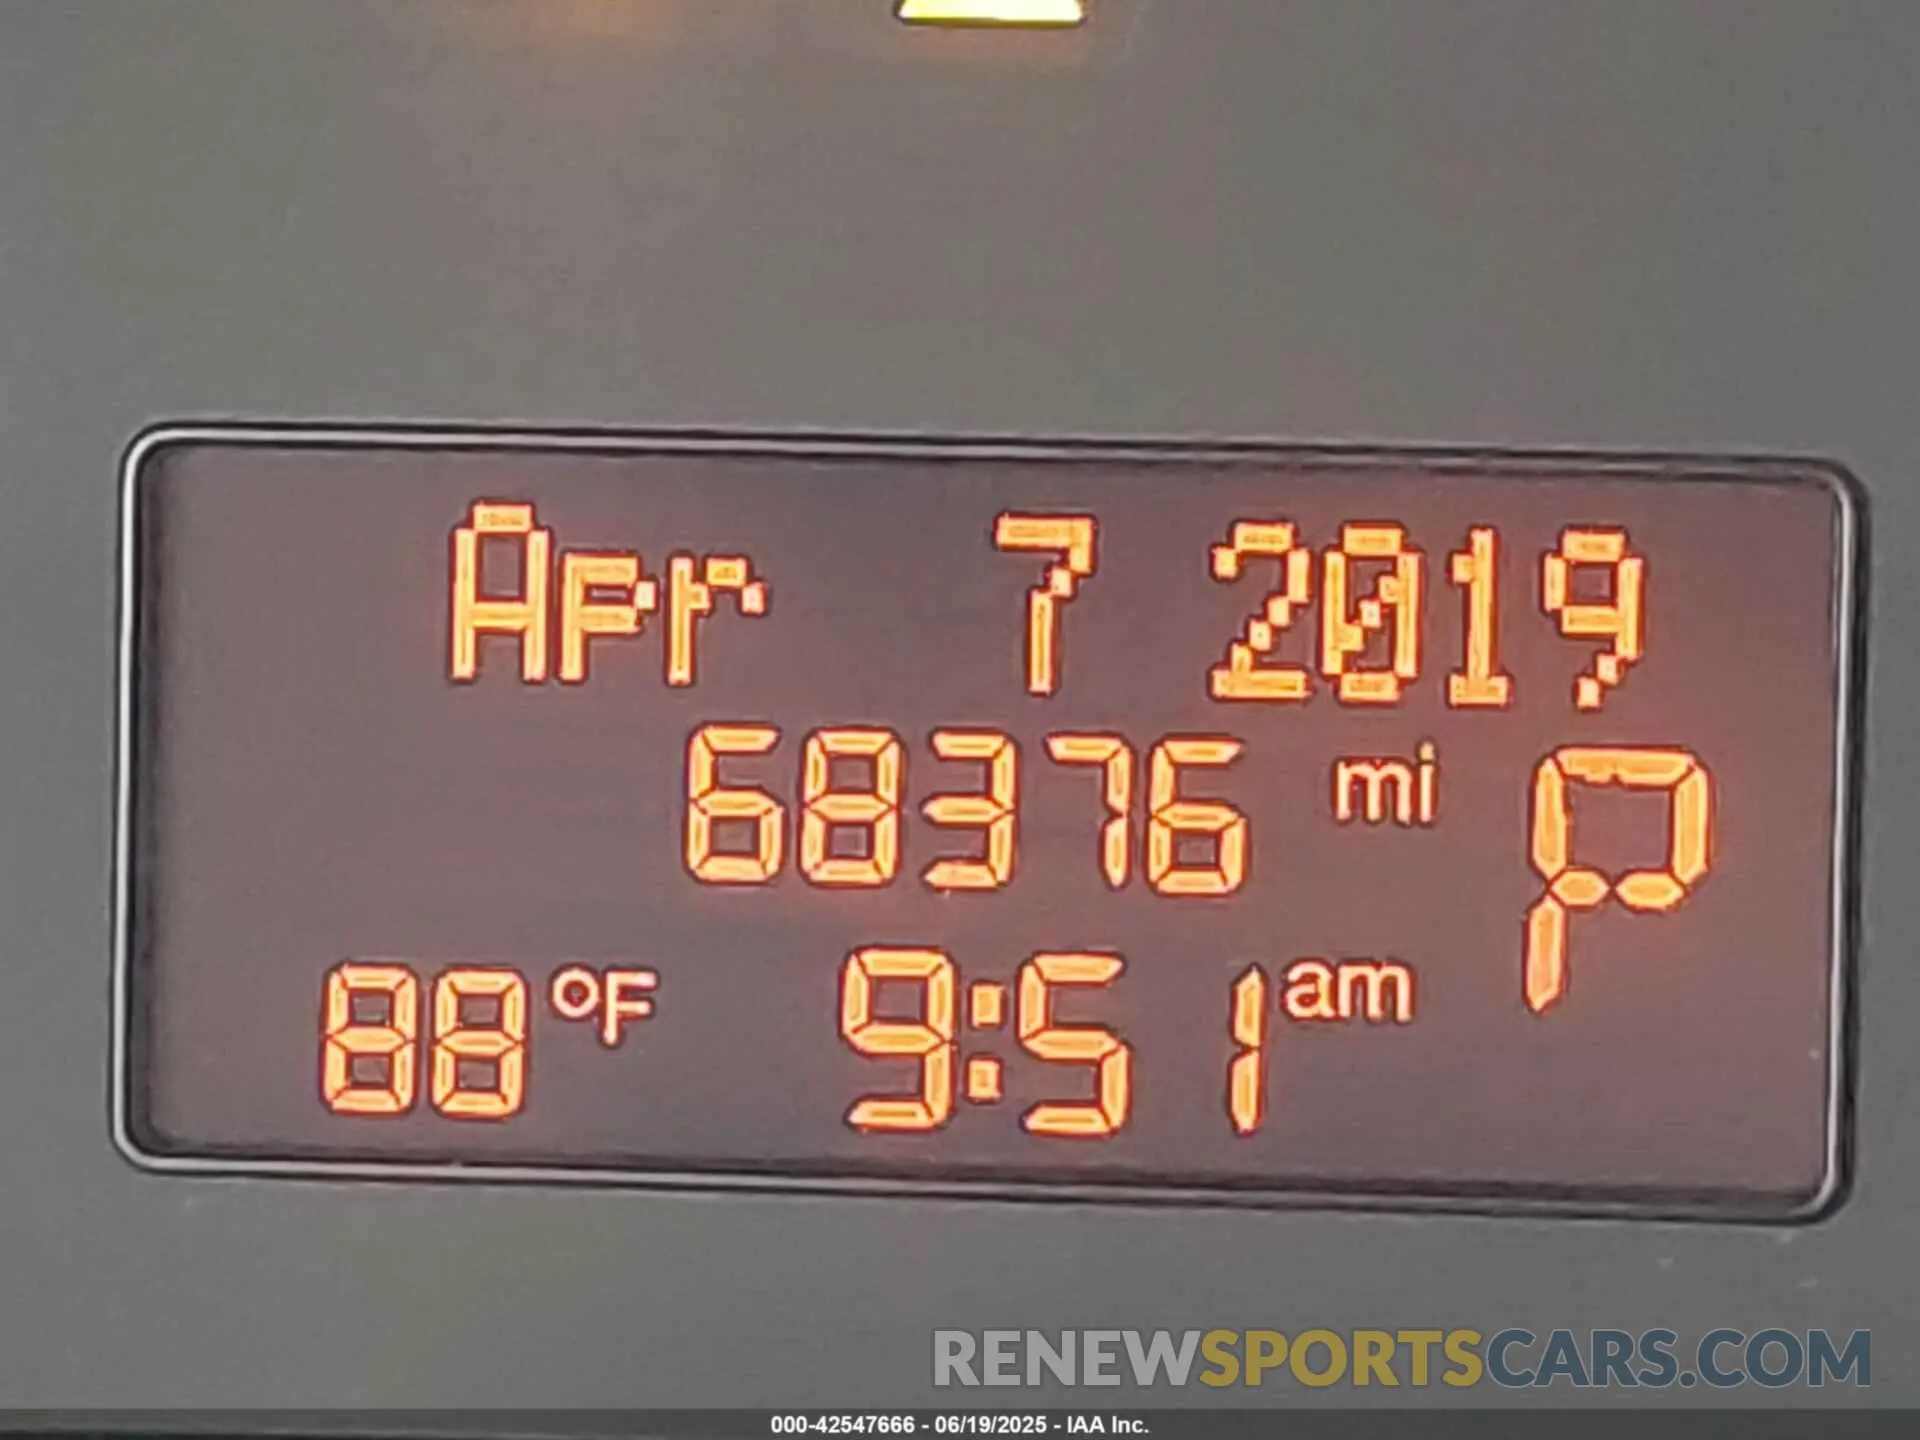 Apr 7 2019
68376 mi P
88 °F 9:51 am
RENEWSPORTSCARS.COM
000-42547666 - 06/19/2025 - IAA Inc.